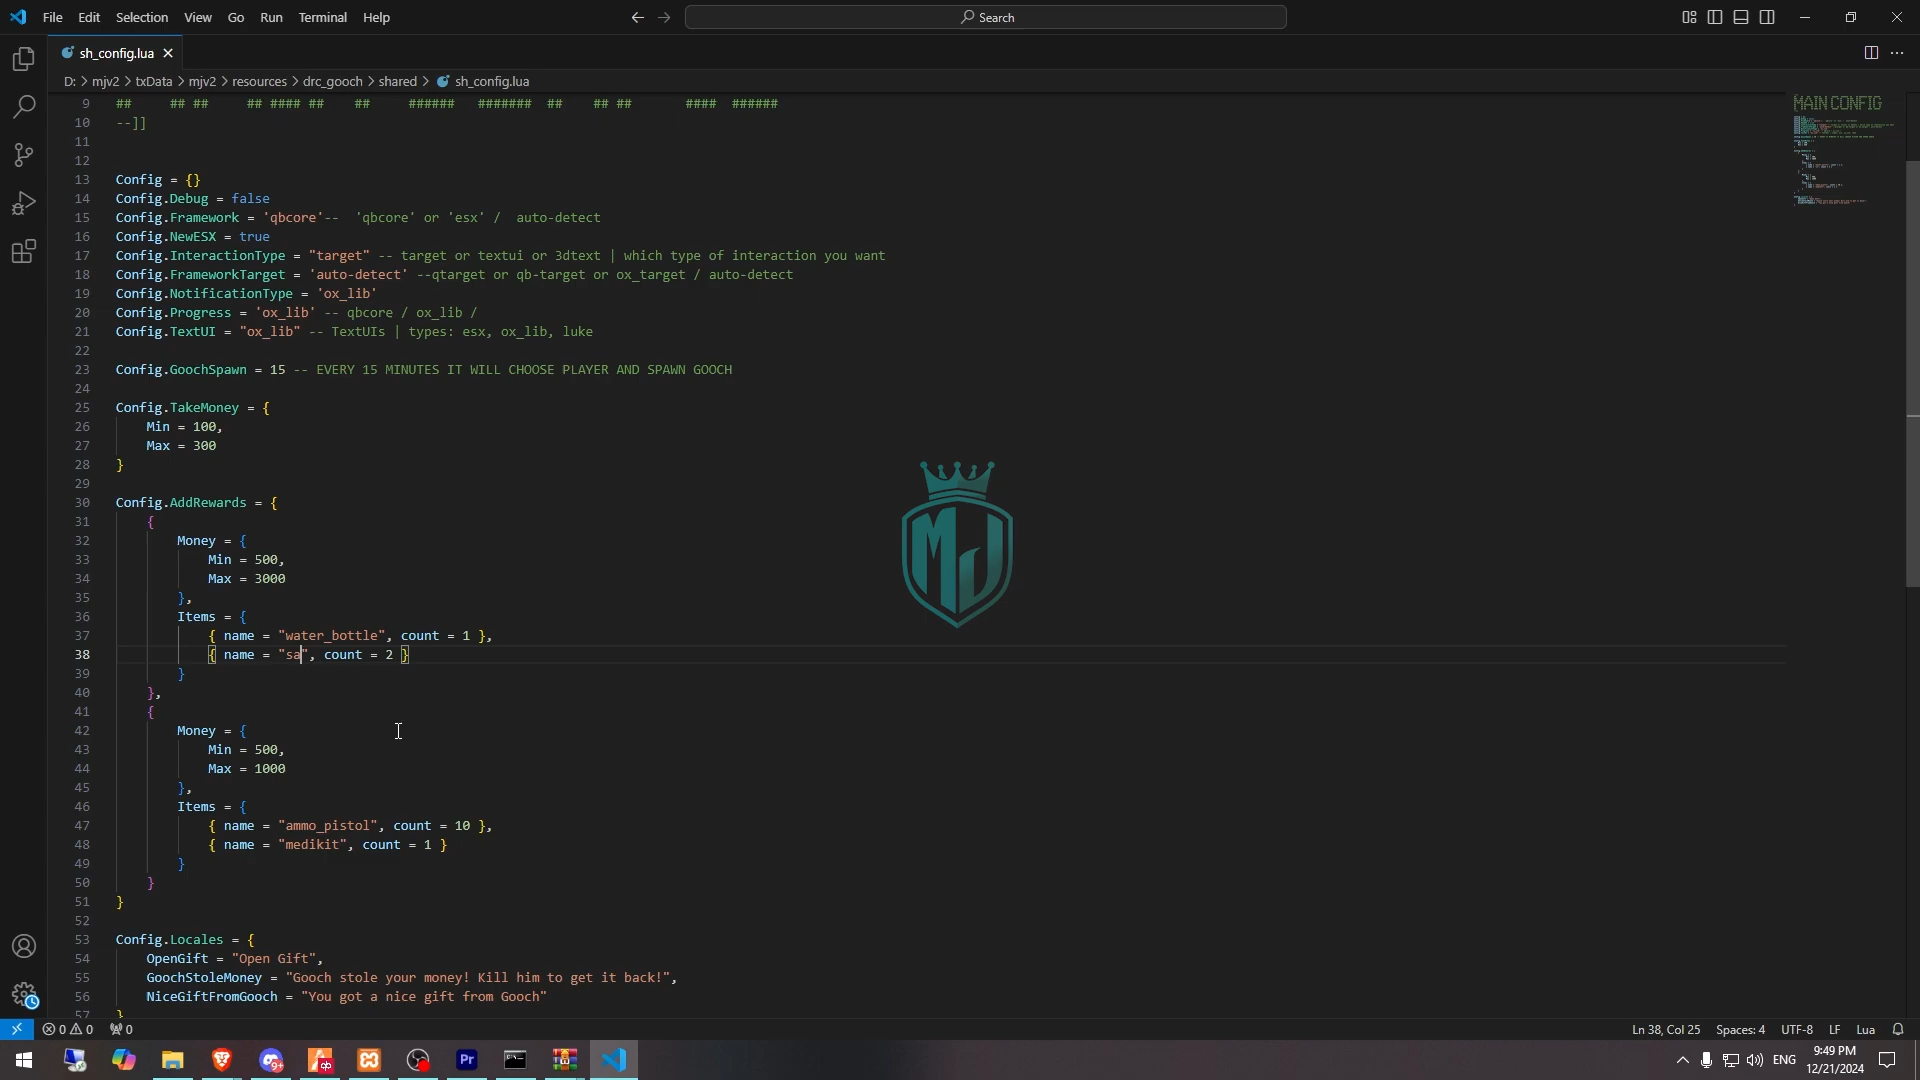 File Edit Selection View Go Run Terminal Help
Search
sh_config.lua
D: > mjv2 > txData > mjv2 > resources > drc_gooch > shared > sh_config.lua
9 ## ## ## ## #### ## ## ###### ####### ## ## ## #### ######
10 --]]
11
12
13 Config = {}
14 Config.Debug = false
15 Config.Framework = 'qbcore'-- 'qbcore' or 'esx' / auto-detect
16 Config.NewESX = true
17 Config.InteractionType = "target" -- target or textui or 3dtext | which type of interaction you want
18 Config.FrameworkTarget = 'auto-detect' --qtarget or qb-target or ox_target / auto-detect
19 Config.NotificationType = 'ox_lib'
20 Config.Progress = 'ox_lib' -- qbcore / ox_lib /
21 Config.TextUI = "ox_lib" -- TextUIs | types: esx, ox_lib, luke
22
23 Config.GoochSpawn = 15 -- EVERY 15 MINUTES IT WILL CHOOSE PLAYER AND SPAWN GOOCH
24
25 Config.TakeMoney = {
26 Min = 100,
27 Max = 300
28 }
29
30 Config.AddRewards = {
31 {
32 Money = {
33 Min = 500,
34 Max = 3000
35 },
36 Items = {
37 { name = "water_bottle", count = 1 },
38 { name = "sa", count = 2 }
39 }
40 },
41 {
42 Money = {
43 Min = 500,
44 Max = 1000
45 },
46 Items = {
47 { name = "ammo_pistol", count = 10 },
48 { name = "medikit", count = 1 }
49 }
50 }
51 }
52
53 Config.Locales = {
54 OpenGift = "Open Gift",
55 GoochStoleMoney = "Gooch stole your money! Kill him to get it back!",
56 NiceGiftFromGooch = "You got a nice gift from Gooch"
57 }
MAIN CONFIG
MJ
0 0 0
Ln 38, Col 25 Spaces: 4 UTF-8 LF Lua
9+
Pr
ENG
9:49 PM
12/21/2024